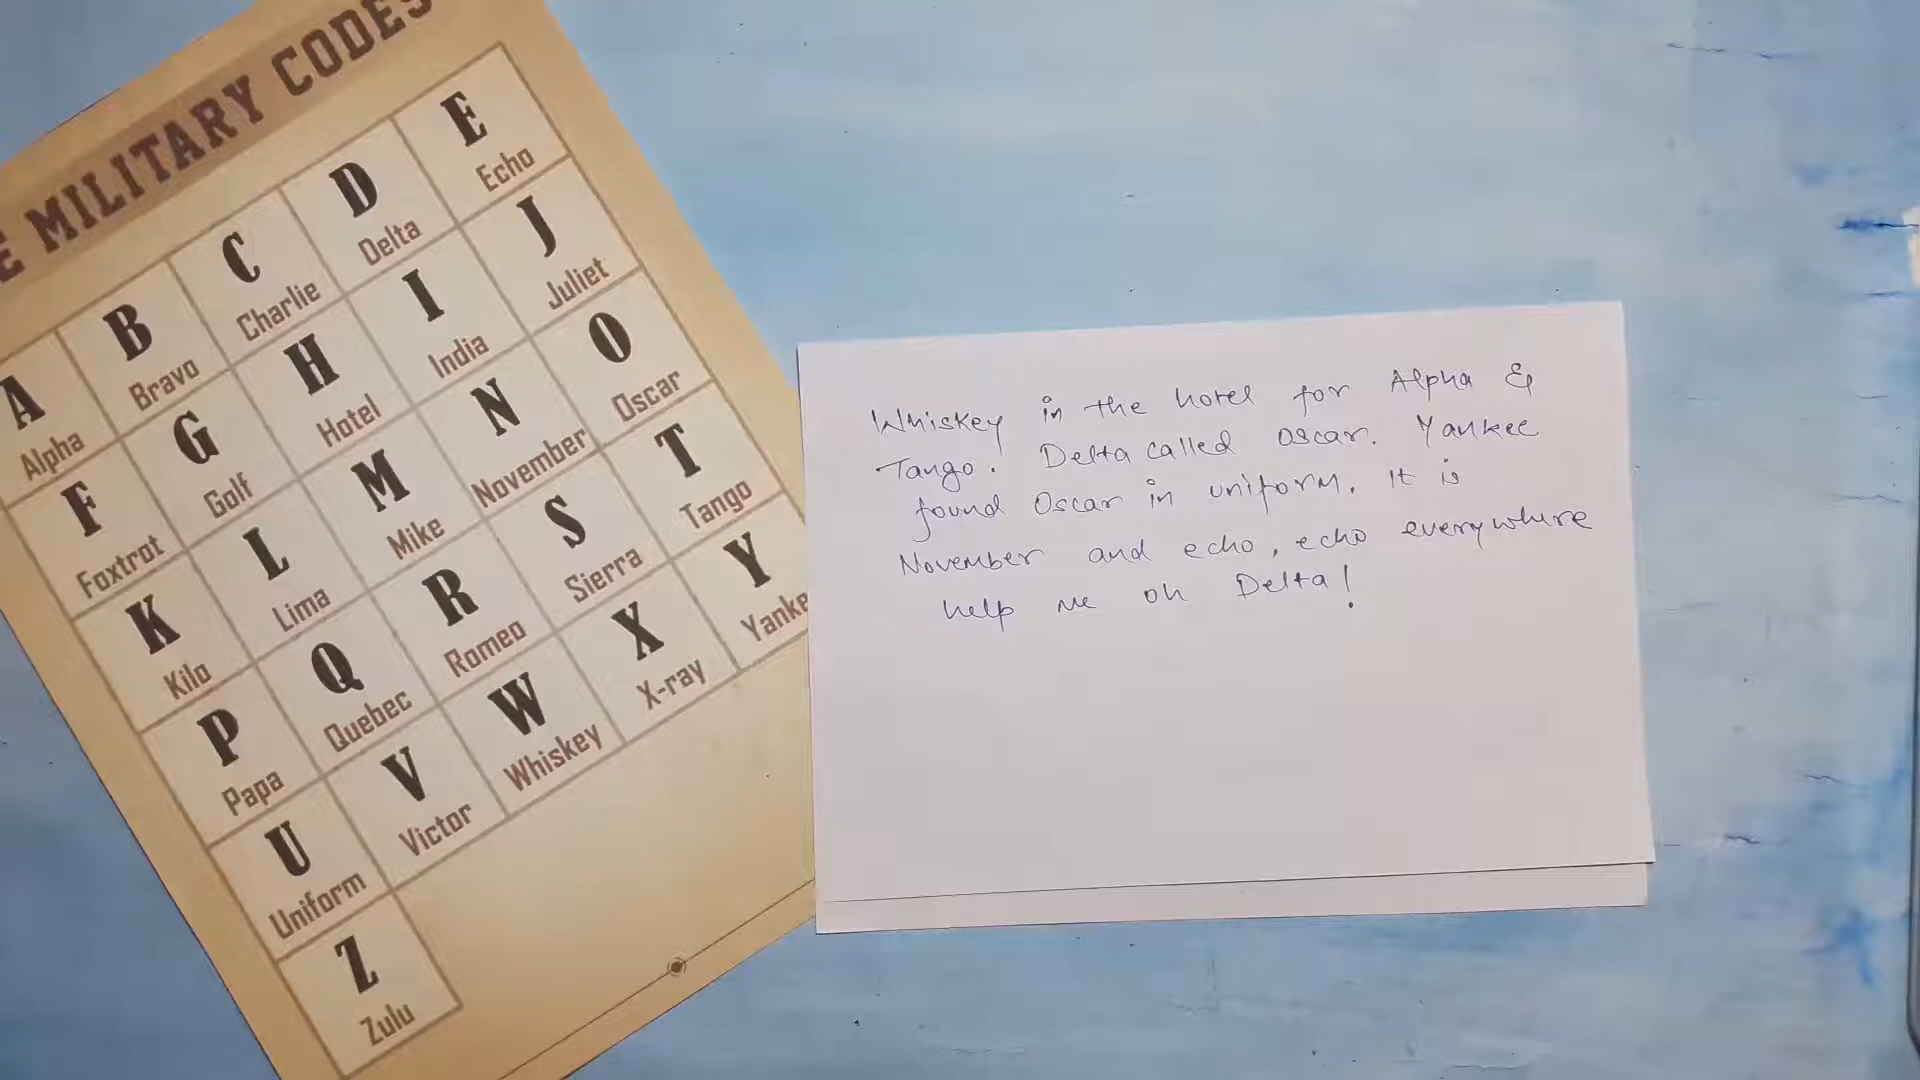 E MILITARY CODES
A B C D E
Alpha Bravo Charlie Delta Echo
F G H I J
Foxtrot Golf Hotel India Juliet
K L M N O
Kilo Lima Mike November Oscar
P Q R S T
Papa Quebec Romeo Sierra Tango
U V W X Y
Uniform Victor Whiskey X-ray Yanke
Z
Zulu
Whiskey in the hotel for Alpha &
Tango. Delta called Oscar. Yankee
found Oscar in uniform. It is
November and echo, echo everywhere
help me oh Delta!